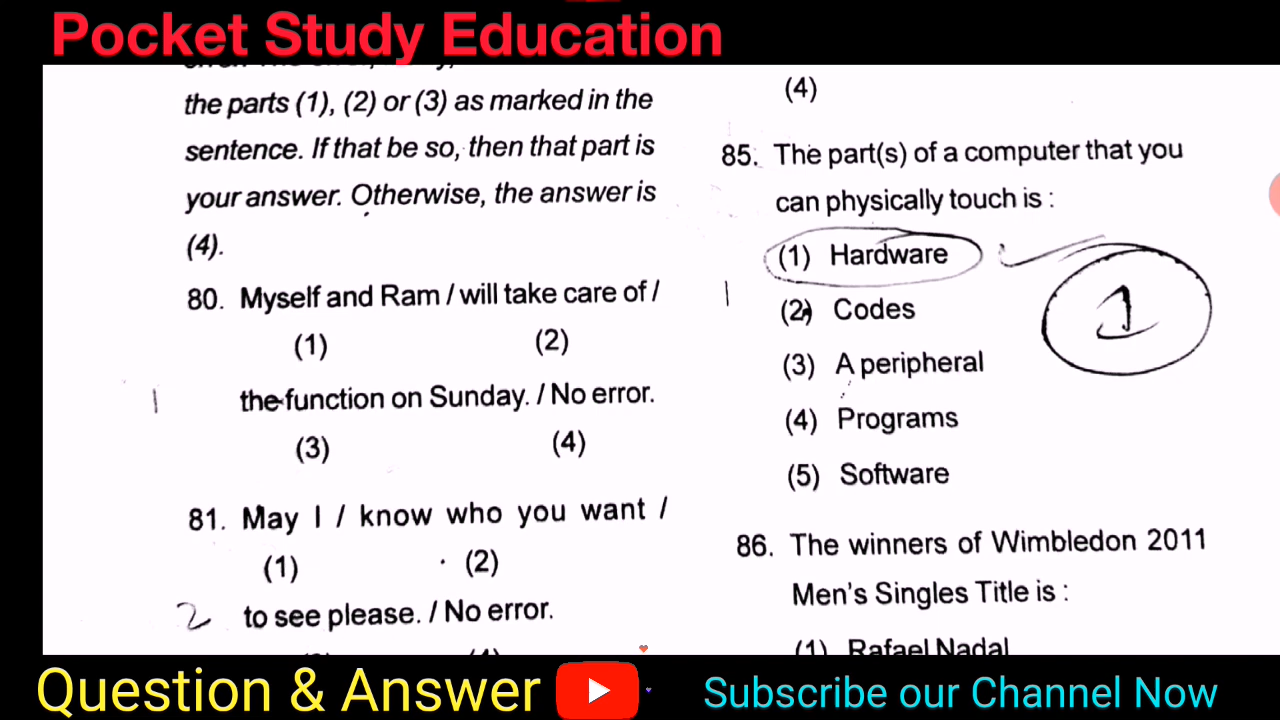 Pocket Study Education
the parts (1), (2) or (3) as marked in the
sentence. If that be so, then that part is
your answer. Otherwise, the answer is
(4).
80. Myself and Ram / will take care of /
(1) (2)
1
the function on Sunday. / No error.
(3) (4)
81. May I / know who you want /
(1) (2)
2
to see please. / No error.
(4)
85. The part(s) of a computer that you
can physically touch is :
(1) Hardware
1
(2) Codes
1
(3) A peripheral
(4) Programs
(5) Software
86. The winners of Wimbledon 2011
Men's Singles Title is :
(1) Rafael Nadal
Question & Answer
Subscribe our Channel Now